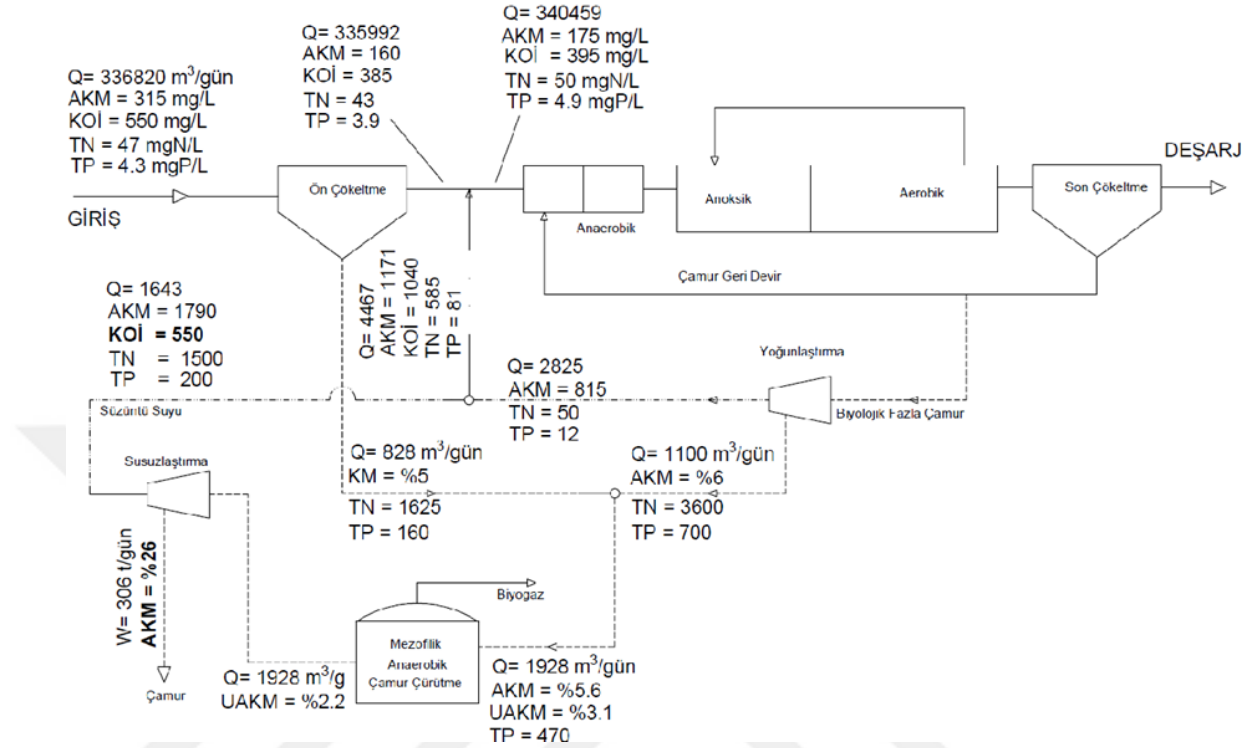 Q= 336820 m³/gün
AKM = 315 mg/L
KOİ = 550 mg/L
TN = 47 mgN/L
TP = 4.3 mgP/L
GİRİŞ
Q= 335992
AKM = 160
KOİ = 385
TN = 43
TP = 3.9
Q= 340459
AKM = 175 mg/L
KOİ = 395 mg/L
TN = 50 mgN/L
TP = 4.9 mgP/L
Ön Çökeltme
Anaerobik
Anoksik
Aerobik
Son Çökeltme
DEŞARJ
Çamur Geri Devir
Q= 4467
AKM = 1171
KOİ = 1040
TN = 585
TP = 81
Q= 1643
AKM = 1790
KOİ = 550
TN = 1500
TP = 200
Süzüntü Suyu
Q= 2825
AKM = 815
TN = 50
TP = 12
Yoğunlaştırma
Biyolojik Fazla Çamur
Susuzlaştırma
Q= 828 m³/gün
KM = %5
TN = 1625
TP = 160
Q= 1100 m³/gün
AKM = %6
TN = 3600
TP = 700
W= 306 t/gün
AKM = %26
Çamur
Biyogaz
Mezofilik
Anaerobik
Çamur Çürütme
Q= 1928 m³/g
UAKM = %2.2
Q= 1928 m³/gün
AKM = %5.6
UAKM = %3.1
TP = 470